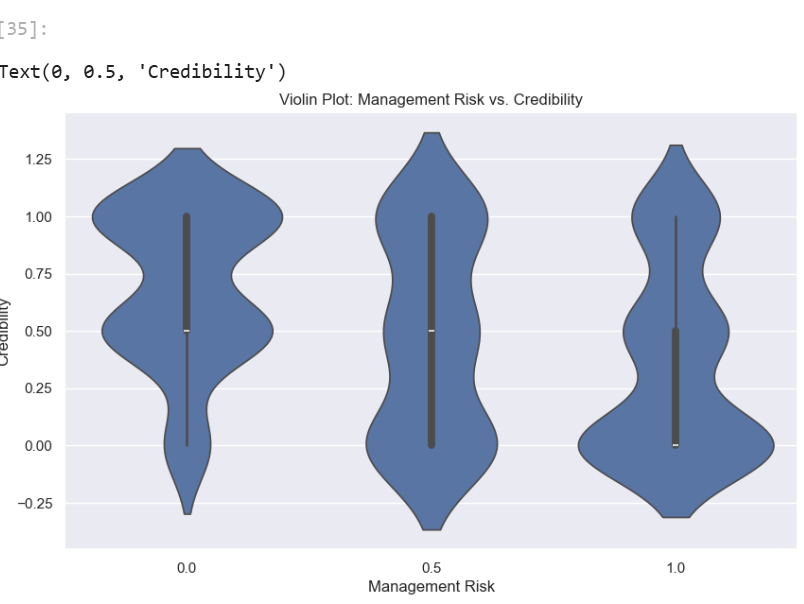 [35]:
Text(0, 0.5, 'Credibility')
Violin Plot: Management Risk vs. Credibility
1.25
1.00
0.75
0.50
0.25
0.00
−0.25
Credibility
0.0 0.5 1.0
Management Risk